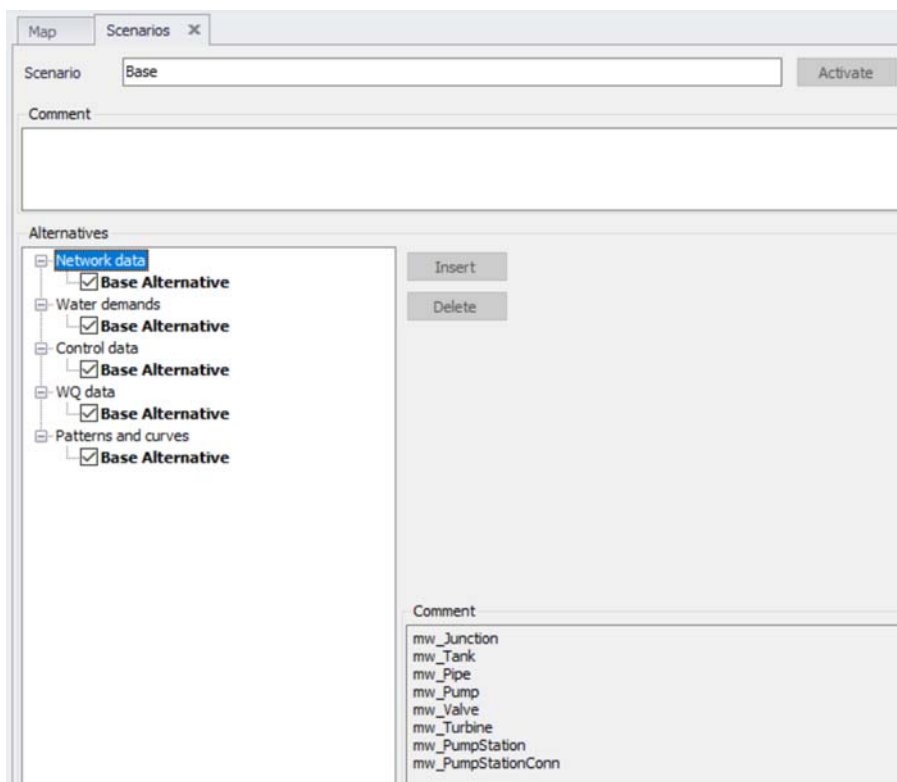 Map Scenarios
Scenario Base Activate
Comment
Alternatives
Network data
Base Alternative
Water demands
Base Alternative
Control data
Base Alternative
WQ data
Base Alternative
Patterns and curves
Base Alternative
Insert
Delete
Comment
mw_Junction
mw_Tank
mw_Pipe
mw_Pump
mw_Valve
mw_Turbine
mw_PumpStation
mw_PumpStationConn